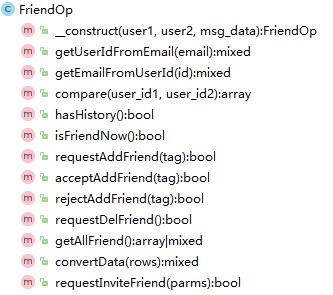 FriendOp
__construct(user1, user2, msg_data):FriendOp
getUserIdFromEmail(email):mixed
getEmailFromUserId(id):mixed
compare(user_id1, user_id2):array
hasHistory():bool
isFriendNow():bool
requestAddFriend(tag):bool
acceptAddFriend(tag):bool
rejectAddFriend(tag):bool
requestDelFriend():bool
getAllFriend():array|mixed
convertData(rows):mixed
requestInviteFriend(parms):bool